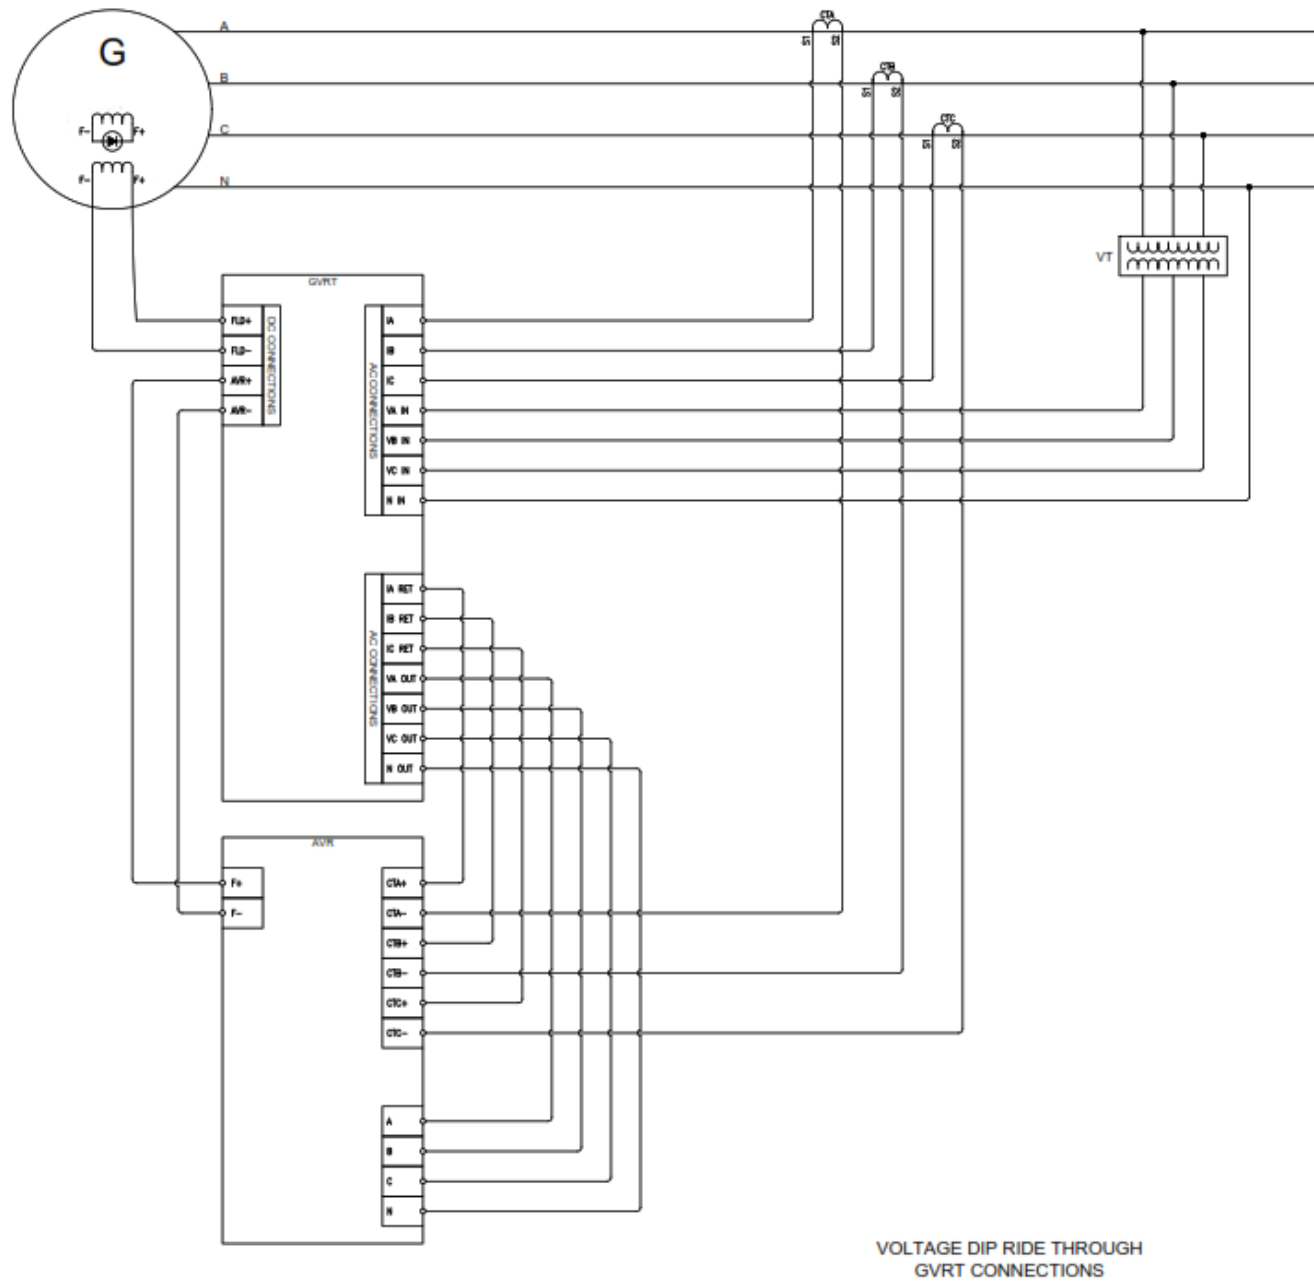 CTA
A
S1
S2
G
CTB
B
S1
S2
CTC
F-
F+
C
S1
S2
F-
F+
N
VT
GVRT
FLD+
FLD-
AVR+
AVR-
DC CONNECTIONS
AC CONNECTIONS
IA
IB
IC
VA IN
VB IN
VC IN
N IN
AC CONNECTIONS
IA RET
IB RET
IC RET
VA OUT
VB OUT
VC OUT
N OUT
AVR
F+
F-
CTA+
CTA-
CTB+
CTB-
CTC+
CTC-
A
B
C
N
VOLTAGE DIP RIDE THROUGH
GVRT CONNECTIONS